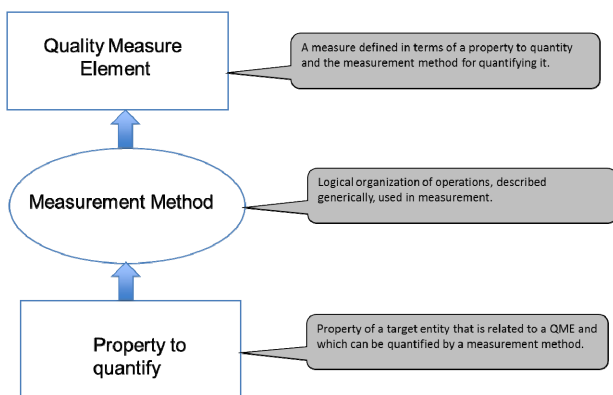 Quality Measure
Element
A measure defined in terms of a property to quantity
and the measurement method for quantifying it.
Measurement Method
Logical organization of operations, described
generically, used in measurement.
Property to
quantify
Property of a target entity that is related to a QME and
which can be quantified by a measurement method.